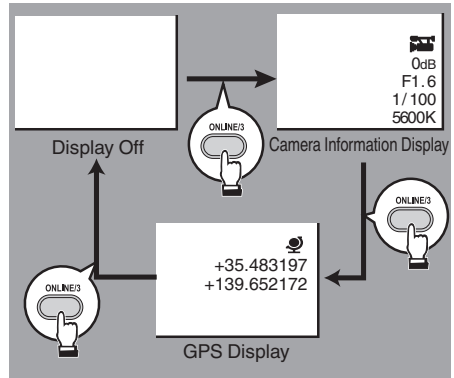 0dB
F1.6
1/100
5600K
ONLINE/3
Display Off
Camera Information Display
ONLINE/3
+35.483197
+139.652172
ONLINE/3
GPS Display